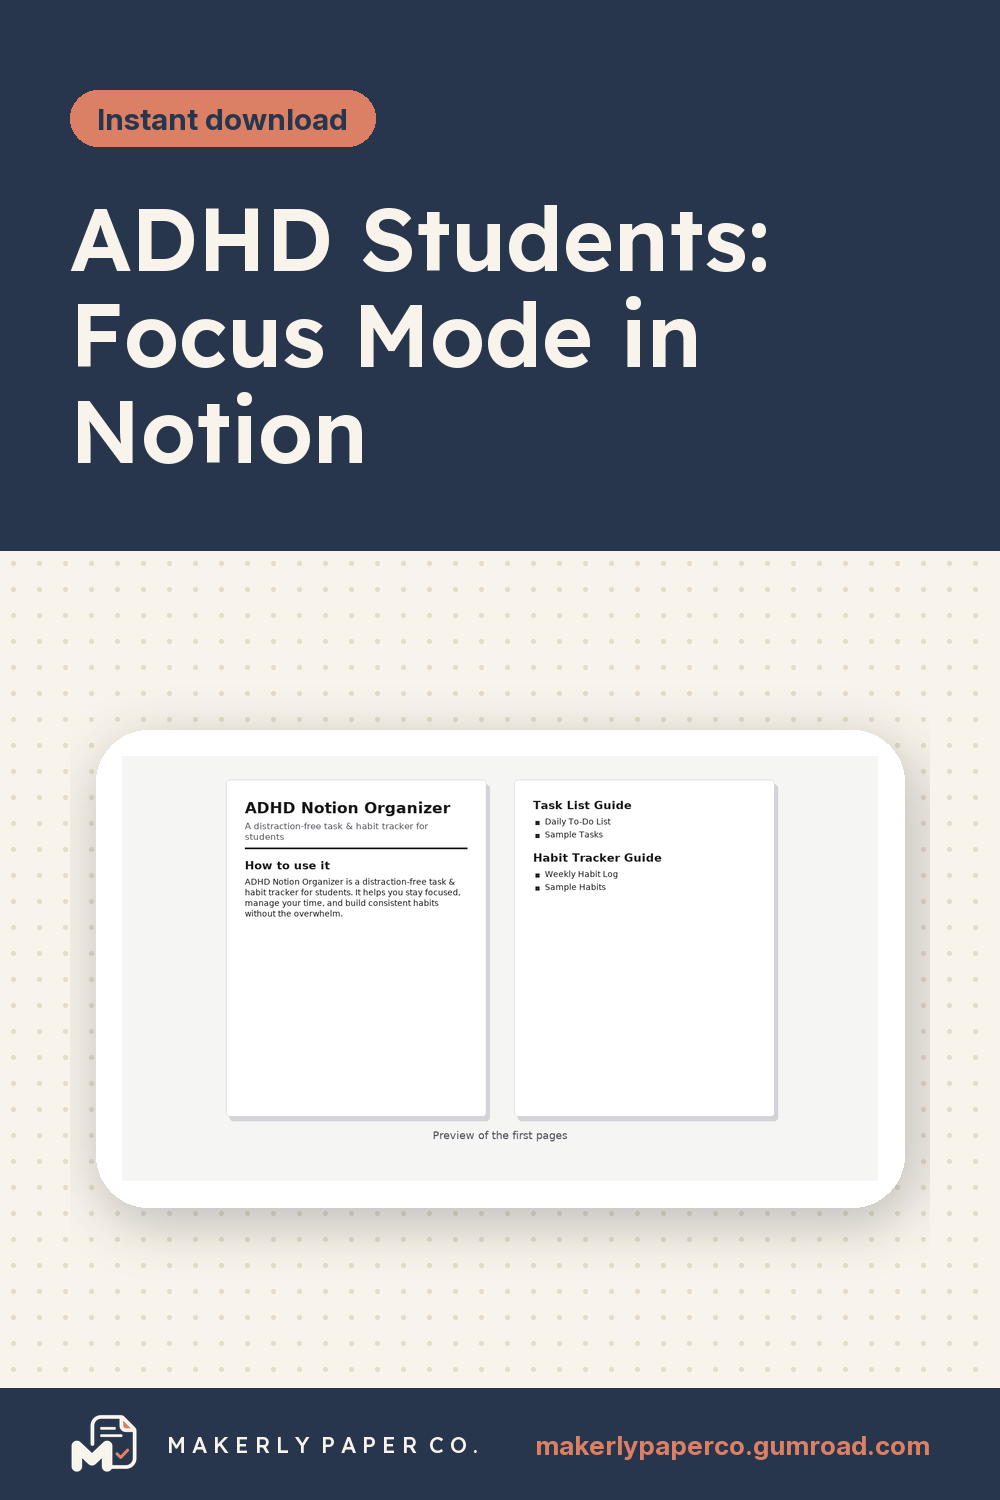 Instant download
ADHD Students:
Focus Mode in
Notion
ADHD Notion Organizer
A distraction-free task & habit tracker for
students
How to use it
ADHD Notion Organizer is a distraction-free task &
habit tracker for students. It helps you stay focused,
manage your time, and build consistent habits
without the overwhelm.
Task List Guide
▪ Daily To-Do List
▪ Sample Tasks
Habit Tracker Guide
▪ Weekly Habit Log
▪ Sample Habits
Preview of the first pages
M
MAKERLY PAPER CO.
makerlypaperco.gumroad.com